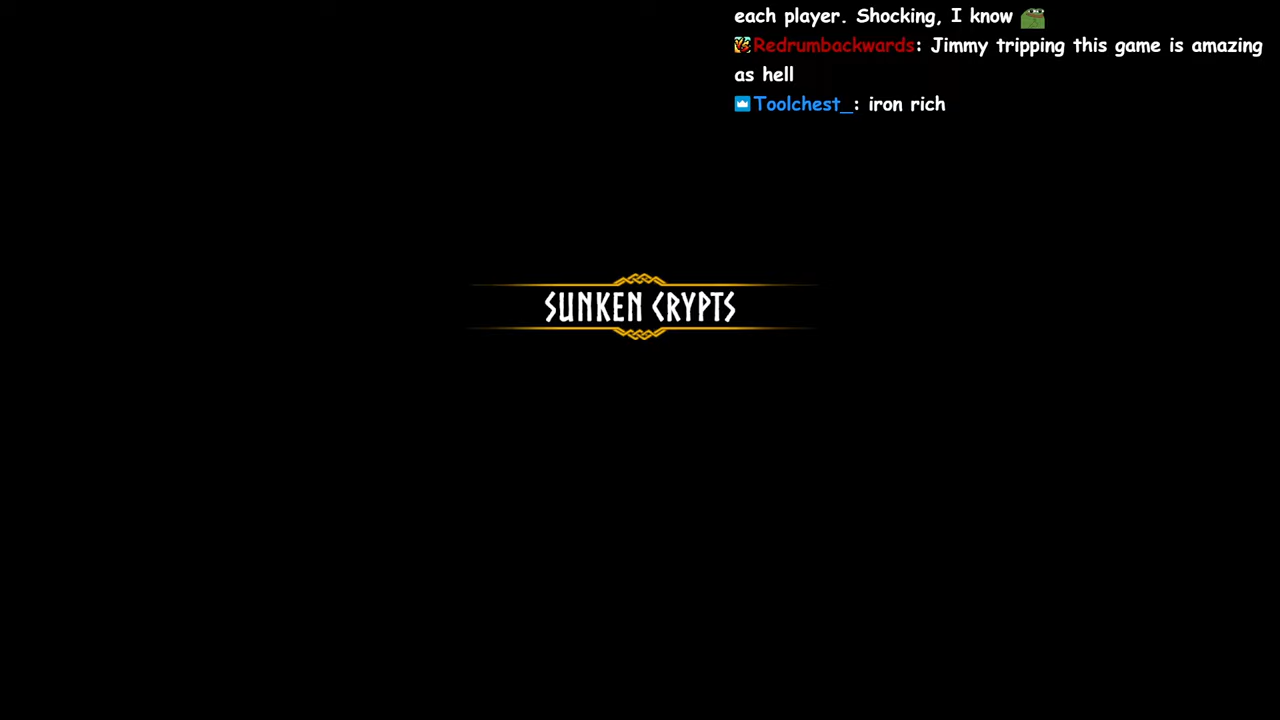 each player. Shocking, I know
Redrumbackwards: Jimmy tripping this game is amazing
as hell
Toolchest_: iron rich
SUNKEN CRYPTS